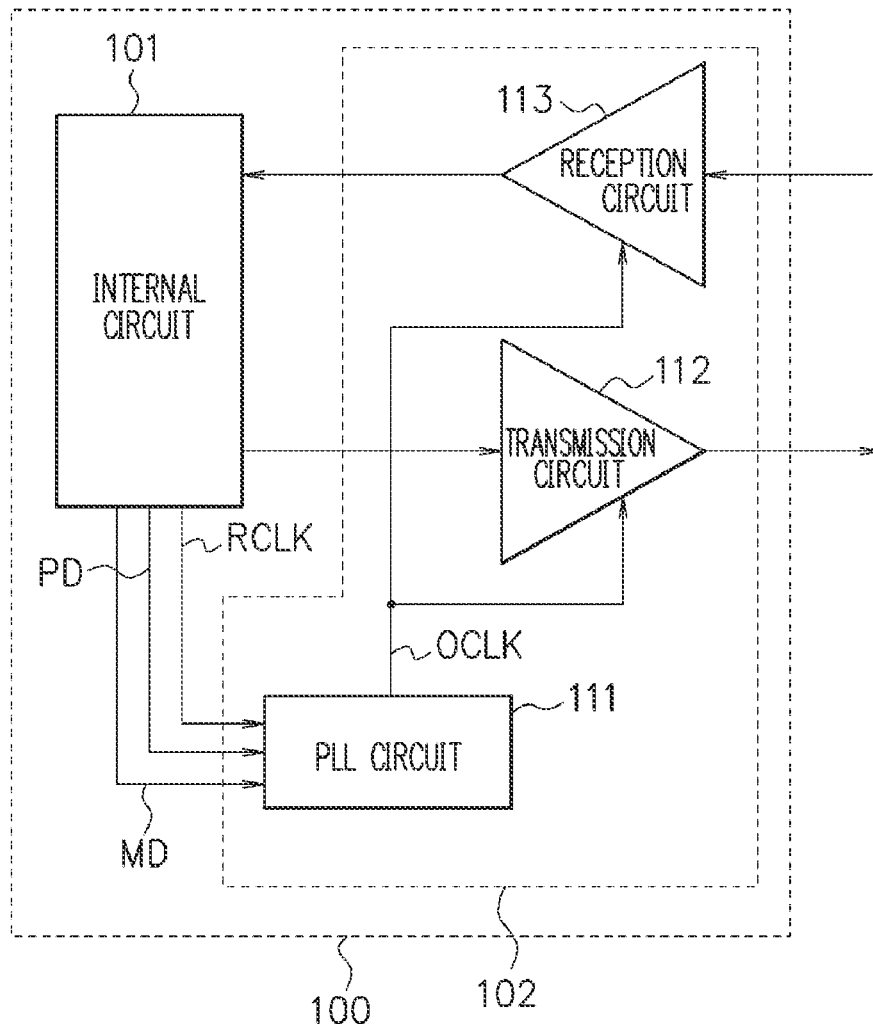 101
113
RECEPTION
CIRCUIT
INTERNAL
CIRCUIT
112
TRANSMISSION
CIRCUIT
RCLK
PD
OCLK
111
PLL CIRCUIT
MD
102
100